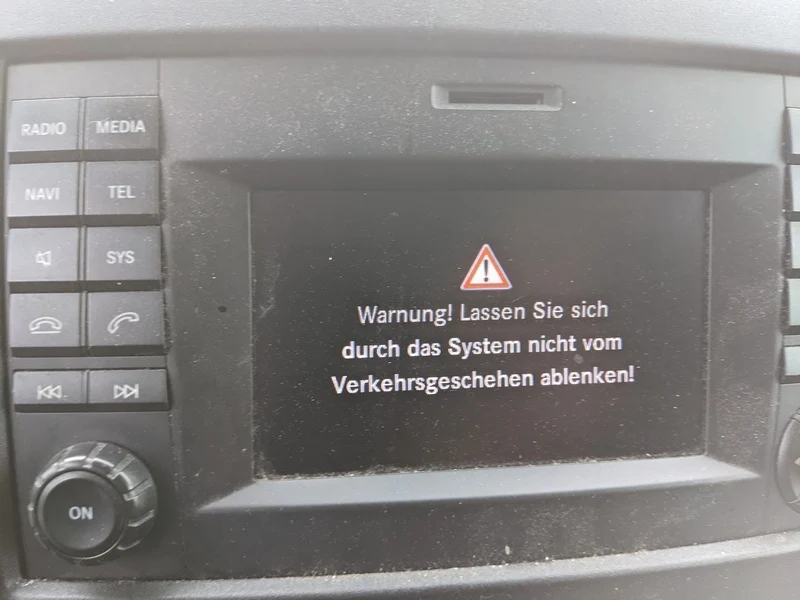 RADIO MEDIA
NAVI TEL
SYS
ON
Warnung! Lassen Sie sich
durch das System nicht vom
Verkehrsgeschehen ablenken!